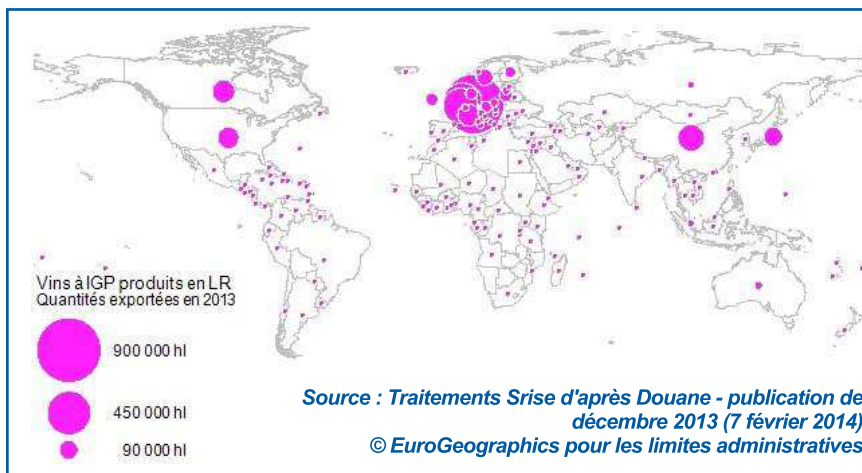 Vins à IGP produits en LR
Quantités exportées en 2013
900 000 hl
450 000 hl
90 000 hl
Source : Traitements Srise d'après Douane - publication de
décembre 2013 (7 février 2014)
© EuroGeographics pour les limites administratives